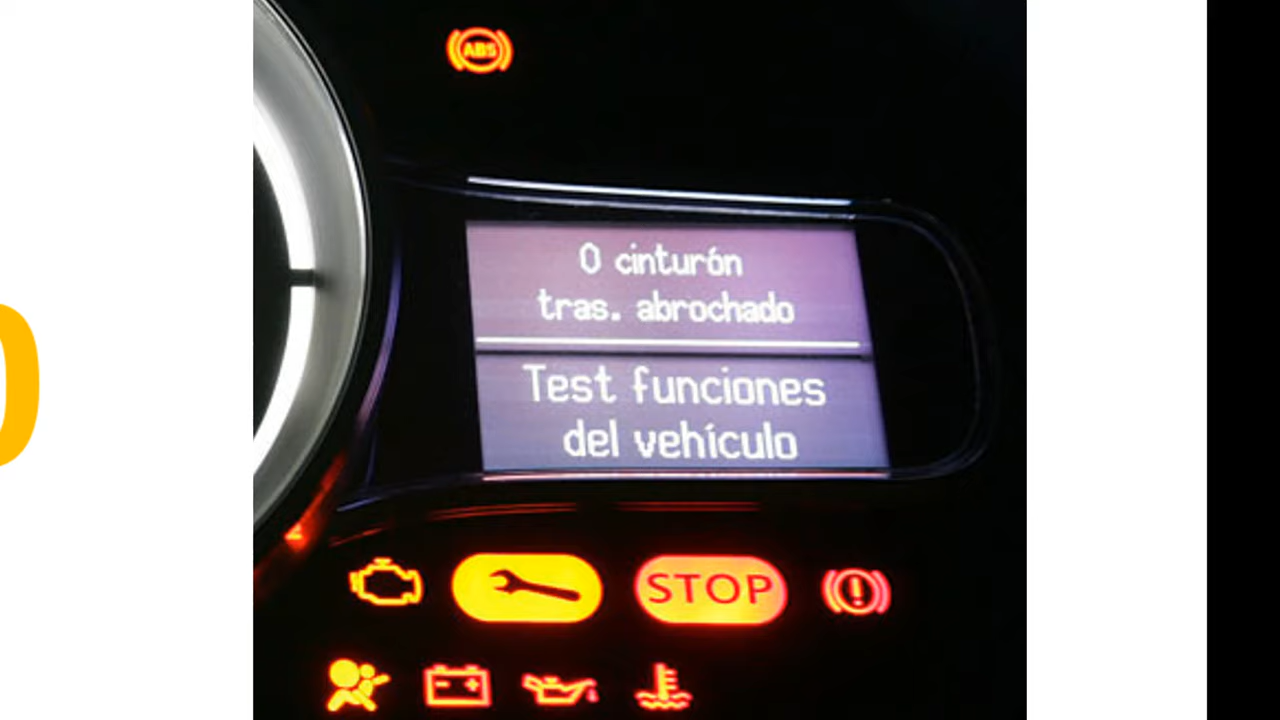 ABS
0 cinturón
tras. abrochado
Test funciones
del vehículo
STOP